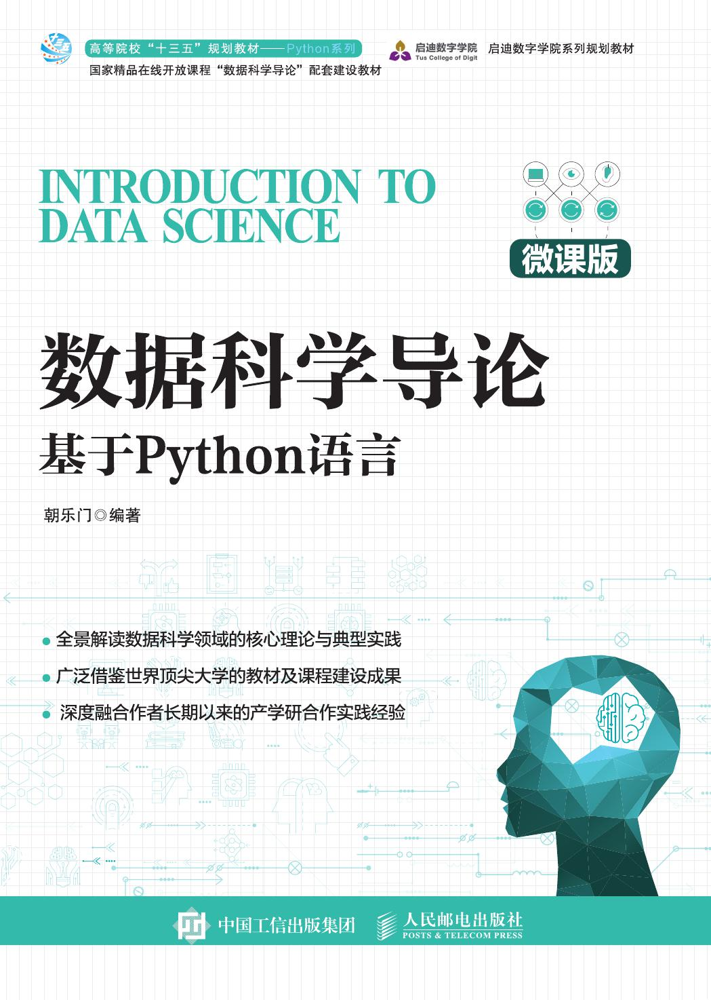 十三五
高等院校“十三五”规划教材——Python系列
国家精品在线开放课程“数据科学导论”配套建设教材
启迪数字学院
Tus College of Digit
启迪数字学院系列规划教材
INTRODUCTION TO
DATA SCIENCE
微课版
数据科学导论
基于Python语言
朝乐门◎编著
● 全景解读数据科学领域的核心理论与典型实践
● 广泛借鉴世界顶尖大学的教材及课程建设成果
● 深度融合作者长期以来的产学研合作实践经验
中国工信出版集团
人民邮电出版社
POSTS & TELECOM PRESS